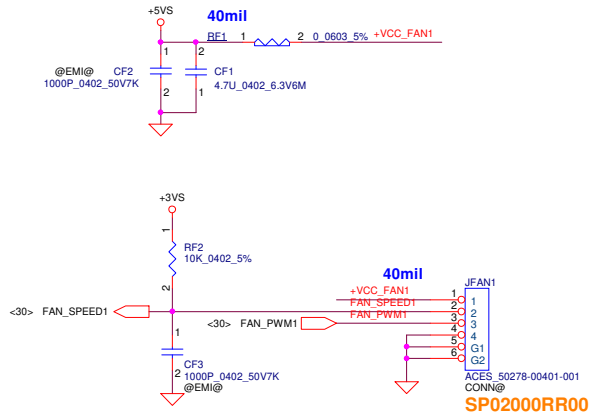 +5VS
40mil
RF1 1 2 0_0603_5% +VCC_FAN1
1 2
@EMI@ CF2 CF1
1000P_0402_50V7K 4.7U_0402_6.3V6M
2 1
+3VS
1
RF2
10K_0402_5%
2
40mil
JFAN1
+VCC_FAN1 1 1
<30> FAN_SPEED1 FAN_SPEED1 2 2
<30> FAN_PWM1 FAN_PWM1 3 3
4 4
5 G1
6 G2
1
CF3
2 1000P_0402_50V7K
@EMI@
ACES_50278-00401-001
CONN@
SP02000RR00